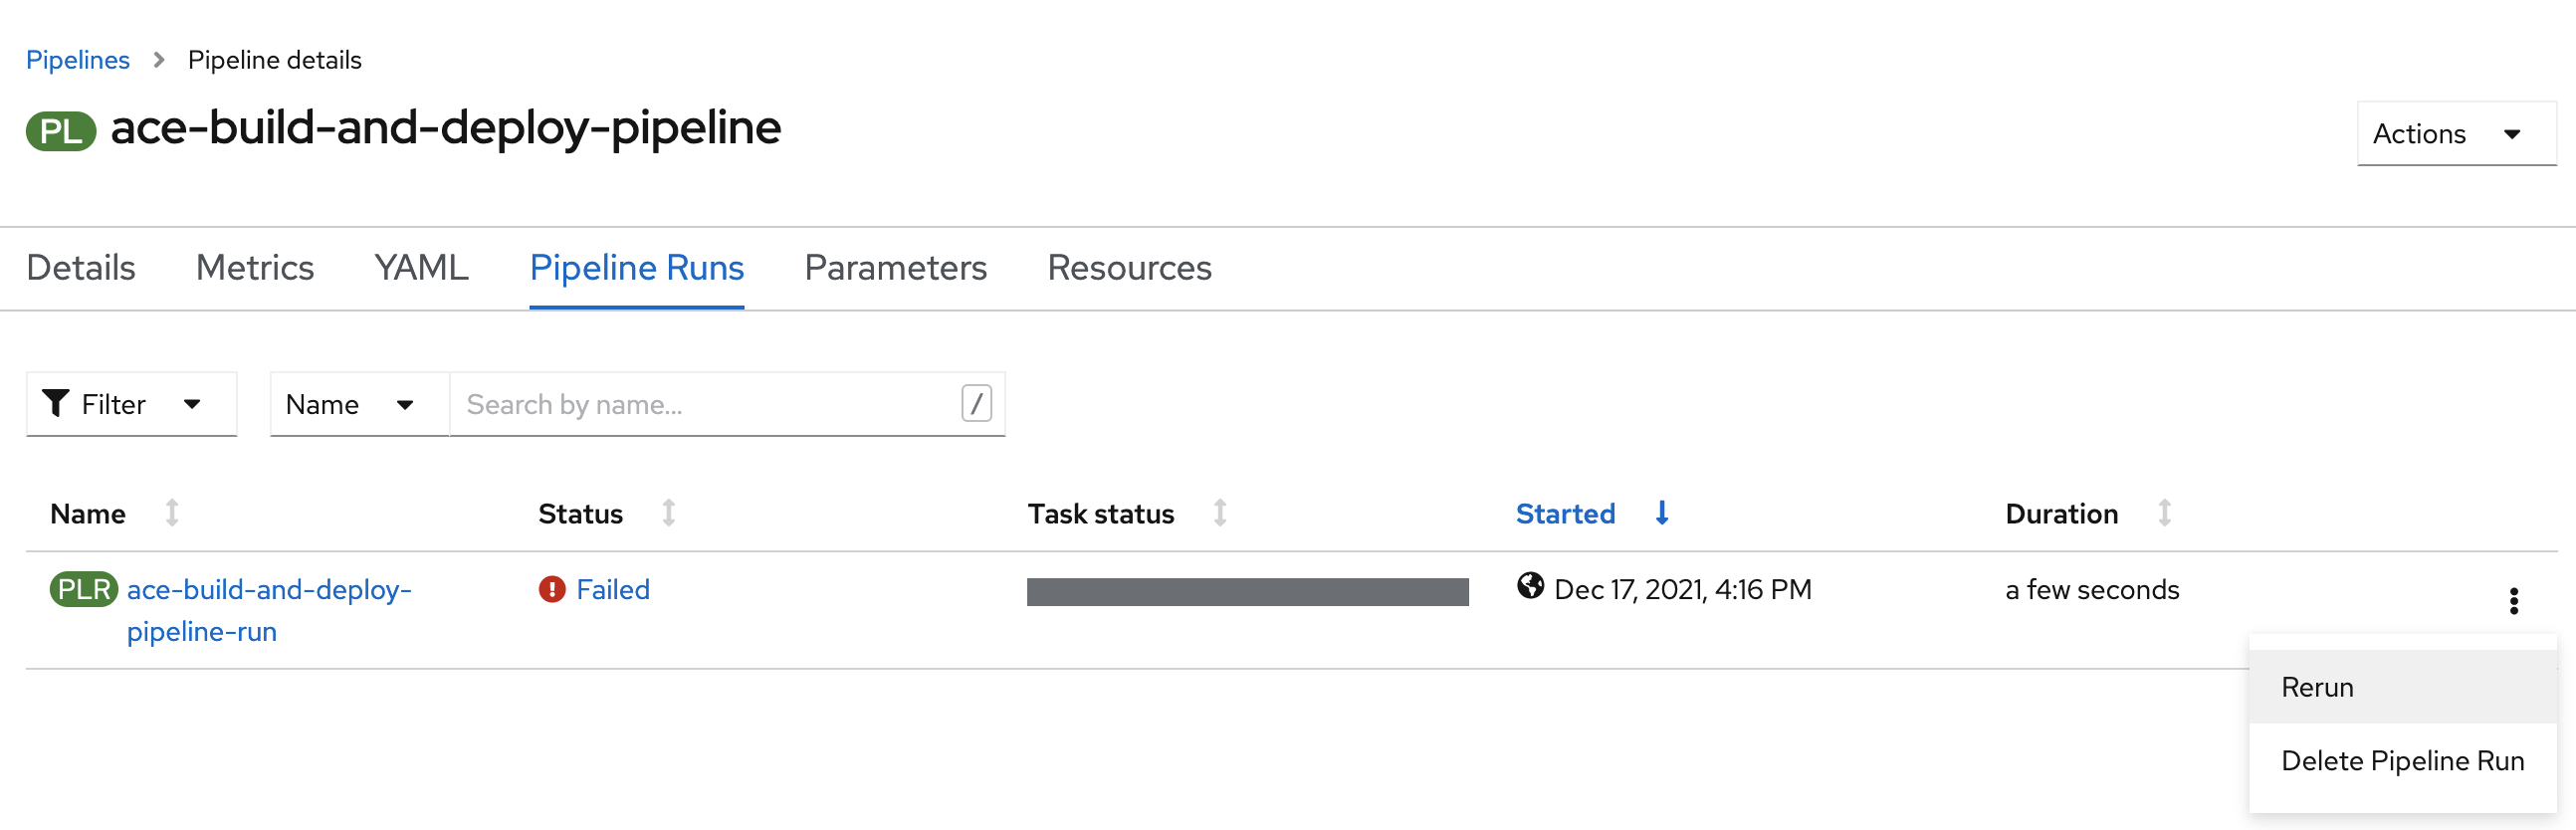 Pipelines > Pipeline details
PL ace-build-and-deploy-pipeline
Actions
Details Metrics YAML Pipeline Runs Parameters Resources
Filter Name Search by name... /
Name Status Task status Started Duration
PLR ace-build-and-deploy- Failed Dec 17, 2021, 4:16 PM a few seconds
pipeline-run
Rerun
Delete Pipeline Run